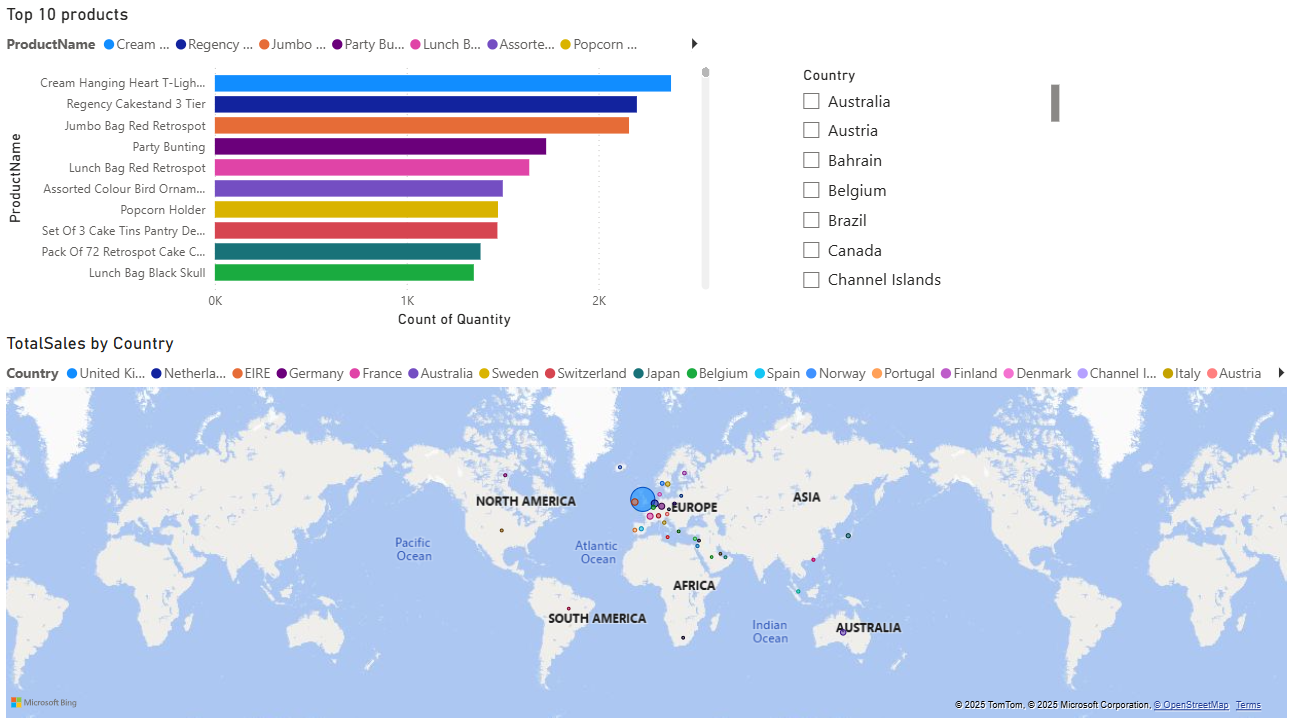 Top 10 products
ProductName Cream ... Regency ... Jumbo ... Party Bu... Lunch B... Assorte... Popcorn ...
ProductName
Cream Hanging Heart T-Ligh...
Regency Cakestand 3 Tier
Jumbo Bag Red Retrospot
Party Bunting
Lunch Bag Red Retrospot
Assorted Colour Bird Ornam...
Popcorn Holder
Set Of 3 Cake Tins Pantry De...
Pack Of 72 Retrospot Cake C...
Lunch Bag Black Skull
0K 1K 2K
Count of Quantity
Country
Australia
Austria
Bahrain
Belgium
Brazil
Canada
Channel Islands
TotalSales by Country
Country United Ki... Netherla... EIRE Germany France Australia Sweden Switzerland Japan Belgium Spain Norway Portugal Finland Denmark Channel I... Italy Austria
NORTH AMERICA
EUROPE
ASIA
Pacific
Ocean
Atlantic
Ocean
AFRICA
SOUTH AMERICA
Indian
Ocean
AUSTRALIA
Microsoft Bing
© 2025 TomTom, © 2025 Microsoft Corporation, © OpenStreetMap Terms